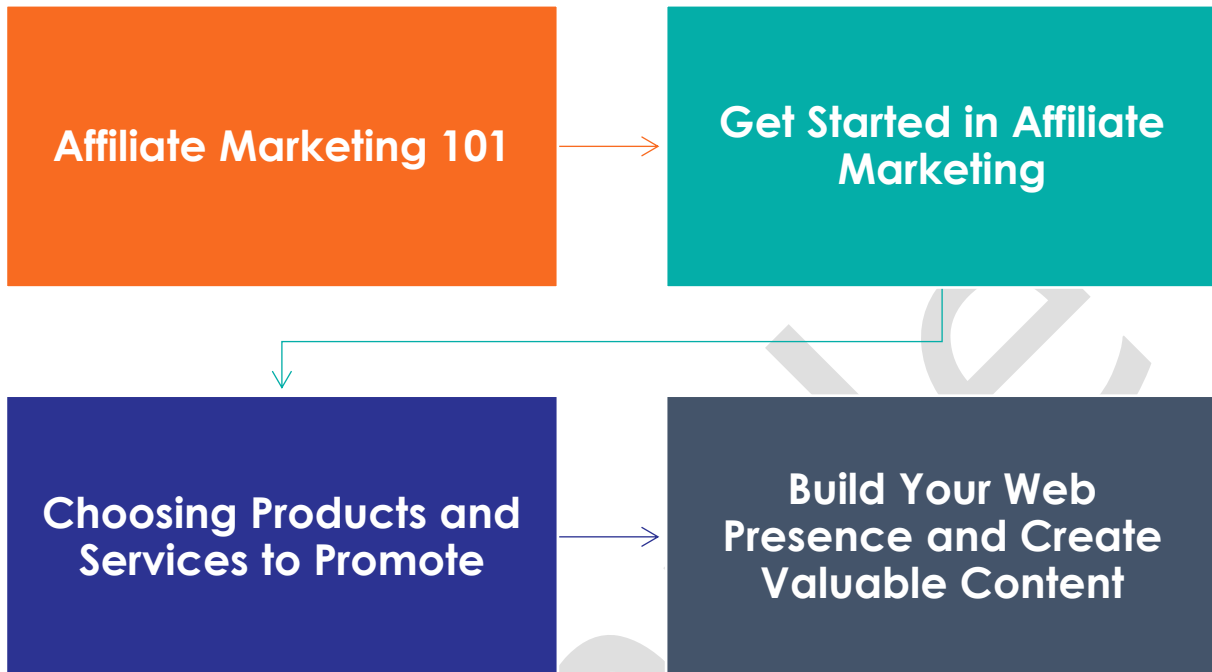 Affiliate Marketing 101
Get Started in Affiliate
Marketing
Choosing Products and
Services to Promote
Build Your Web
Presence and Create
Valuable Content